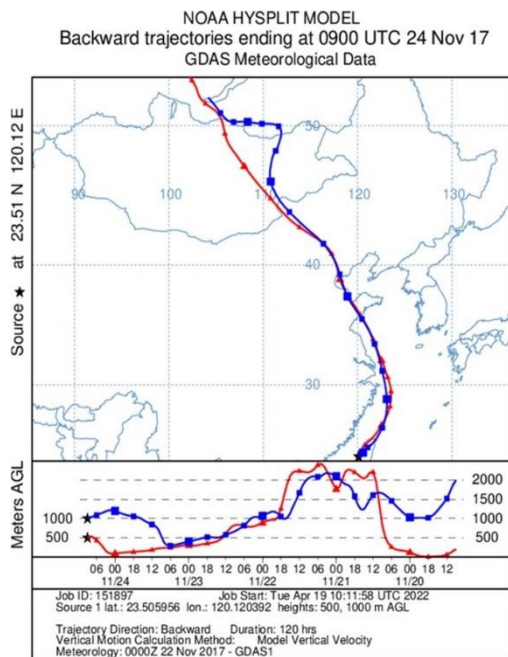 NOAA HYSPLIT MODEL
Backward trajectories ending at 0900 UTC 24 Nov 17
GDAS Meteorological Data
Source ★ at 23.51 N 120.12 E
90
100
110
120
130
50
40
30
Meters AGL
1000
500
2000
1500
1000
500
06 00 18 12 06 00 18 12 06 00 18 12 06 00 18 12 06 00 18 12
11/24 11/23 11/22 11/21 11/20
Job ID: 151897 Job Start: Tue Apr 19 10:11:58 UTC 2022
Source 1 lat.: 23.505956 lon.: 120.120392 heights: 500, 1000 m AGL
Trajectory Direction: Backward Duration: 120 hrs
Vertical Motion Calculation Method: Model Vertical Velocity
Meteorology: 0000Z 22 Nov 2017 - GDAS1